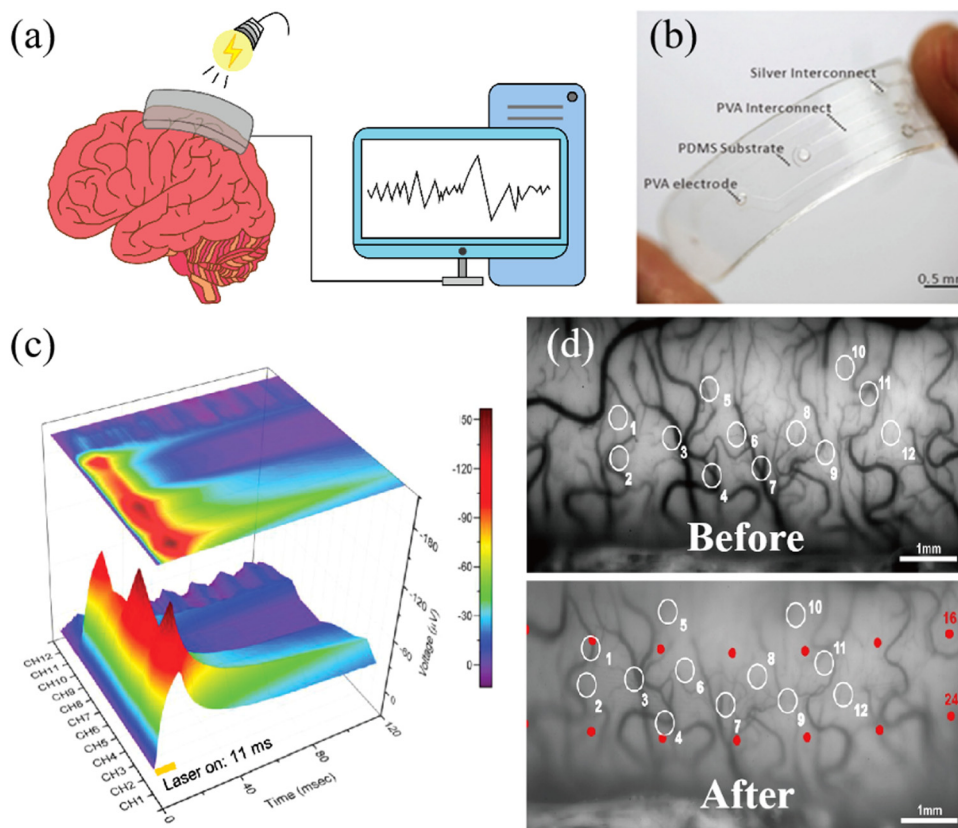 (a)
(b)
Silver Interconnect
PVA Interconnect
PDMS Substrate
PVA electrode
0.5 mm
(c)
150
-120
-90
-60
-30
0
-180
-120
-60
0
Voltage (μV)
CH12
CH11
CH10
CH9
CH8
CH7
CH6
CH5
CH4
CH3
CH2
CH1
Laser on: 11 ms
0
40
80
120
Time (msec)
(d)
1
2
3
4
5
6
7
8
9
10
11
12
Before
1mm
1
2
3
4
5
6
7
8
9
10
11
12
16
24
After
1mm